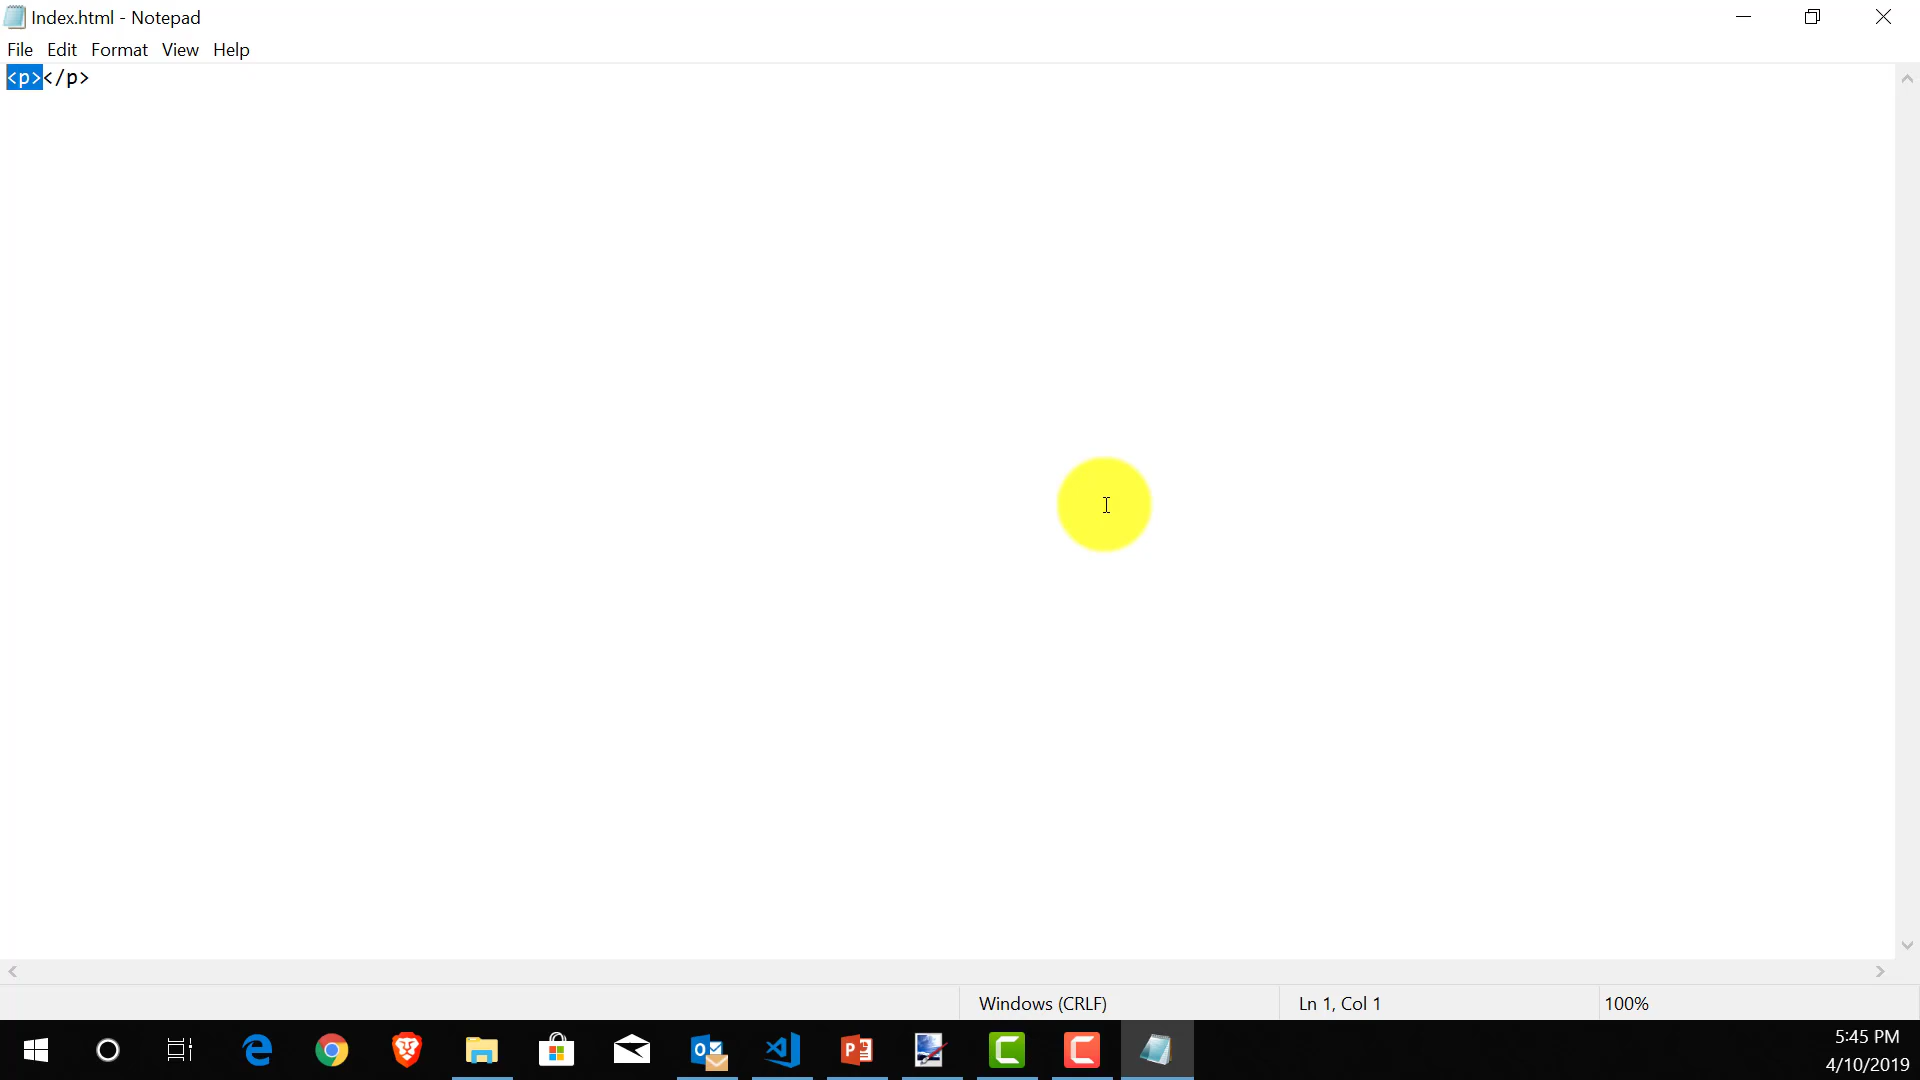 Index.html - Notepad
File Edit Format View Help
<p></p>
Windows (CRLF) Ln 1, Col 1 100%
5:45 PM
4/10/2019